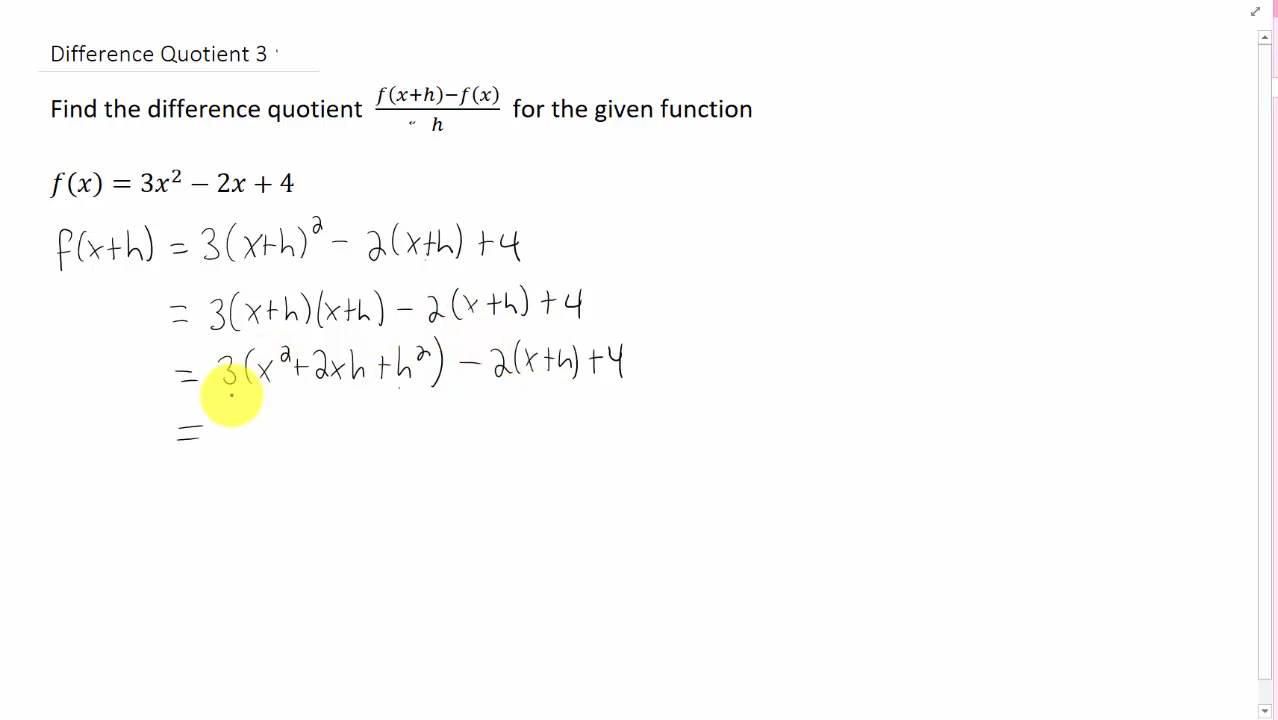 Difference Quotient 3
Find the difference quotient f(x+h)−f(x)/h for the given function
f(x) = 3x² − 2x + 4
f(x+h) = 3(x+h)² − 2(x+h) + 4
= 3(x+h)(x+h) − 2(x+h) + 4
= 3(x² + 2xh + h²) − 2(x+h) + 4
=